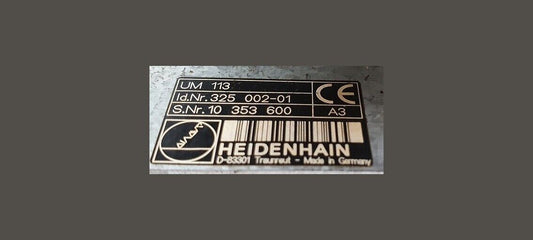 UM 113
Id.Nr. 325 002-01
S.Nr. 10 353 600
CE
A3
HEIDENHAIN
D-83301 Traunreut - Made in Germany